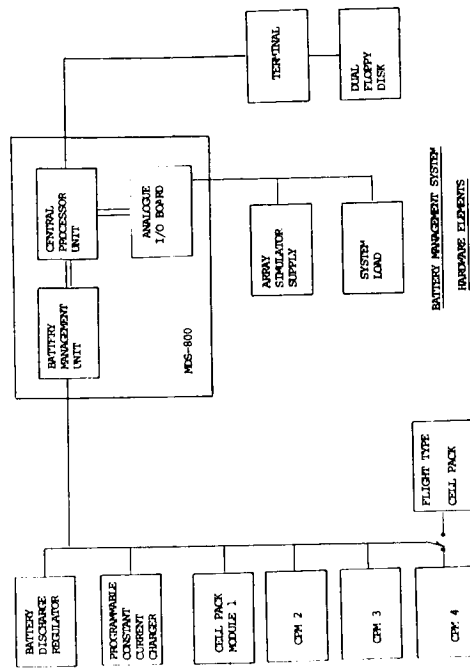 BATTERY
DISCHARGE
REGULATOR
PROGRAMMABLE
CONSTANT
CURRENT
CHARGER
CELL PACK
MODULE 1
CPM 2
CPM 3
CPM 4
FLIGHT TYPE
CELL PACK
BATTERY
MANAGEMENT
UNIT
CENTRAL
PROCESSOR
UNIT
ANALOGUE
I/O BOARD
MDS-800
ARRAY
SIMULATOR
SUPPLY
SYSTEM
LOAD
TERMINAL
DUAL
FLOPPY
DISK
BATTERY MANAGEMENT SYSTEM
HARDWARE ELEMENTS